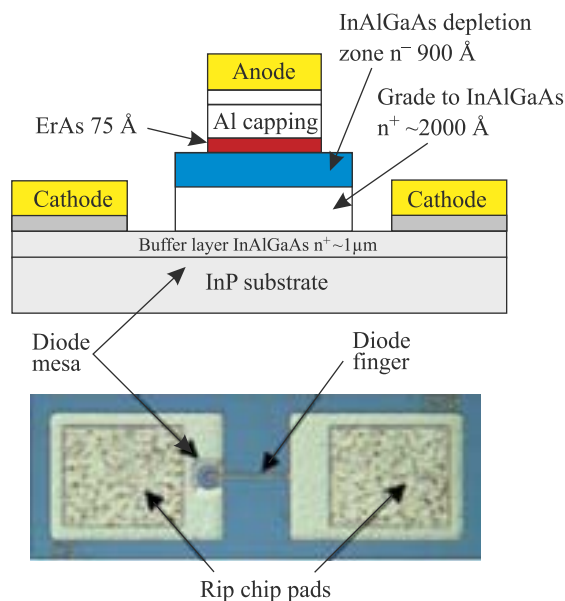 InAlGaAs depletion
zone n⁻ 900 Å
Anode
Grade to InAlGaAs
n⁺ ~2000 Å
Al capping
ErAs 75 Å
Cathode
Cathode
Buffer layer InAlGaAs n⁺ ~1µm
InP substrate
Diode
mesa
Diode
finger
Rip chip pads